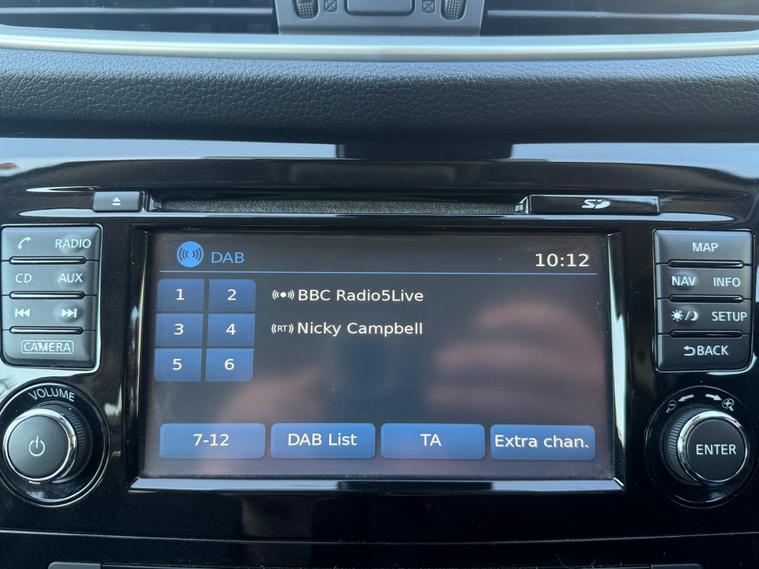 SD
RADIO
CD AUX
CAMERA
VOLUME
DAB 10:12
1 2 BBC Radio5Live
3 4 RT Nicky Campbell
5 6
7-12 DAB List TA Extra chan.
MAP
NAV INFO
SETUP
BACK
ENTER